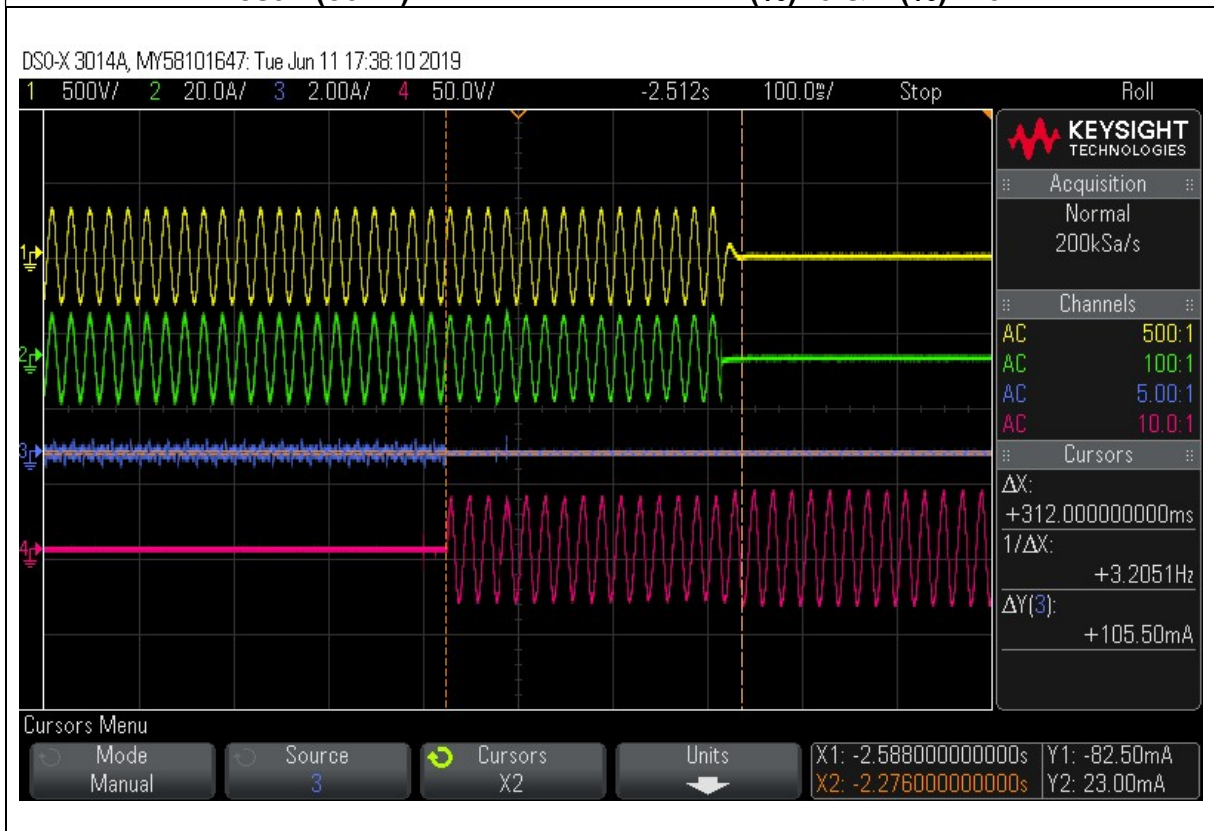 DSO-X 3014A, MY58101647: Tue Jun 11 17:38:10 2019
1 500V/ 2 20.0A/ 3 2.00A/ 4 50.0V/ -2.512s 100.0ms/ Stop Roll
KEYSIGHT
TECHNOLOGIES
Acquisition
Normal
200kSa/s
Channels
AC 500:1
AC 100:1
AC 5.00:1
AC 10.0:1
Cursors
ΔX:
+312.000000000ms
1/ΔX:
+3.2051Hz
ΔY(3):
+105.50mA
1
2
3
4
Cursors Menu
Mode Source Cursors Units
Manual 3 X2
X1: -2.588000000000s Y1: -82.50mA
X2: -2.276000000000s Y2: 23.00mA